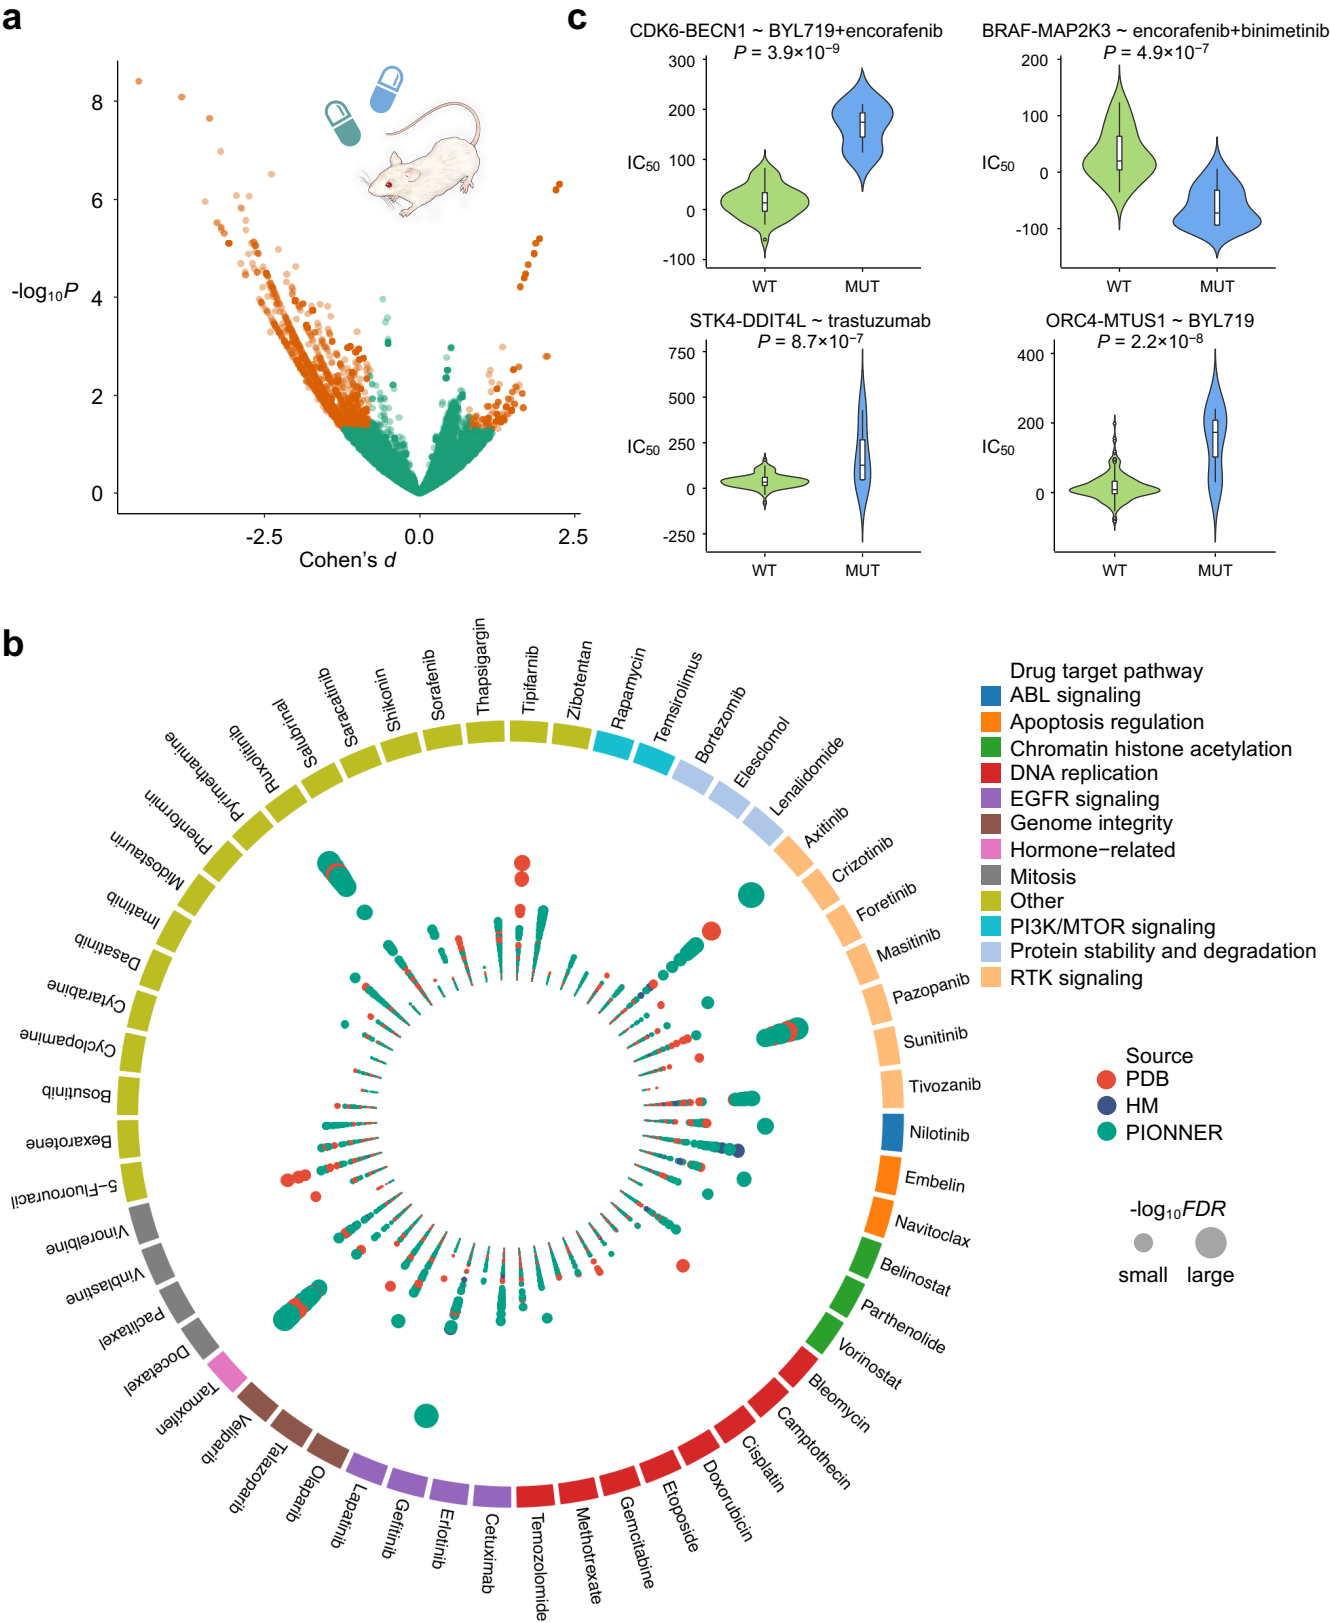 a
8
6
4
2
0
-log₁₀P
-2.5
0.0
2.5
Cohen's d
c
CDK6-BECN1 ~ BYL719+encorafenib
P = 3.9×10⁻⁹
300
200
100
0
-100
IC₅₀
WT
MUT
BRAF-MAP2K3 ~ encorafenib+binimetinib
P = 4.9×10⁻⁷
200
100
0
-100
IC₅₀
WT
MUT
STK4-DDIT4L ~ trastuzumab
P = 8.7×10⁻⁷
750
500
250
0
-250
IC₅₀
WT
MUT
ORC4-MTUS1 ~ BYL719
P = 2.2×10⁻⁸
400
200
0
IC₅₀
WT
MUT
b
Thapsigargin
Tipifarnib
Zibotentan
Rapamycin
Temsirolimus
Bortezomib
Elesclomol
Lenalidomide
Axitinib
Crizotinib
Foretinib
Masitinib
Pazopanib
Sunitinib
Tivozanib
Nilotinib
Embelin
Navitoclax
Belinostat
Parthenolide
Vorinostat
Bleomycin
Camptothecin
Cisplatin
Doxorubicin
Etoposide
Gemcitabine
Methotrexate
Temozolomide
Cetuximab
Erlotinib
Gefitinib
Lapatinib
Olaparib
Talazoparib
Veliparib
Tamoxifen
Docetaxel
Paclitaxel
Vinblastine
Vinorelbine
5−Fluorouracil
Bexarotene
Bosutinib
Cyclopamine
Cytarabine
Dasatinib
Imatinib
Midostaurin
Phenformin
Pyrimethamine
Ruxolitinib
Salubrinal
Saracatinib
Shikonin
Sorafenib
Drug target pathway
ABL signaling
Apoptosis regulation
Chromatin histone acetylation
DNA replication
EGFR signaling
Genome integrity
Hormone−related
Mitosis
Other
PI3K/MTOR signaling
Protein stability and degradation
RTK signaling
Source
PDB
HM
PIONNER
-log₁₀FDR
small large